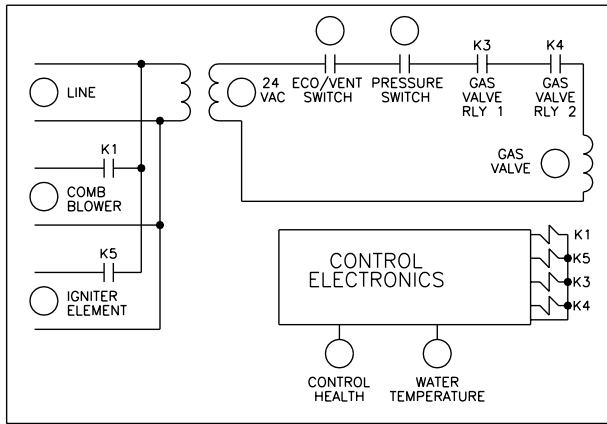 LINE
24
VAC
ECO/VENT
SWITCH
PRESSURE
SWITCH
K3
GAS
VALVE
RLY 1
K4
GAS
VALVE
RLY 2
K1
COMB
BLOWER
GAS
VALVE
K5
IGNITER
ELEMENT
CONTROL
ELECTRONICS
K1
K5
K3
K4
CONTROL
HEALTH
WATER
TEMPERATURE